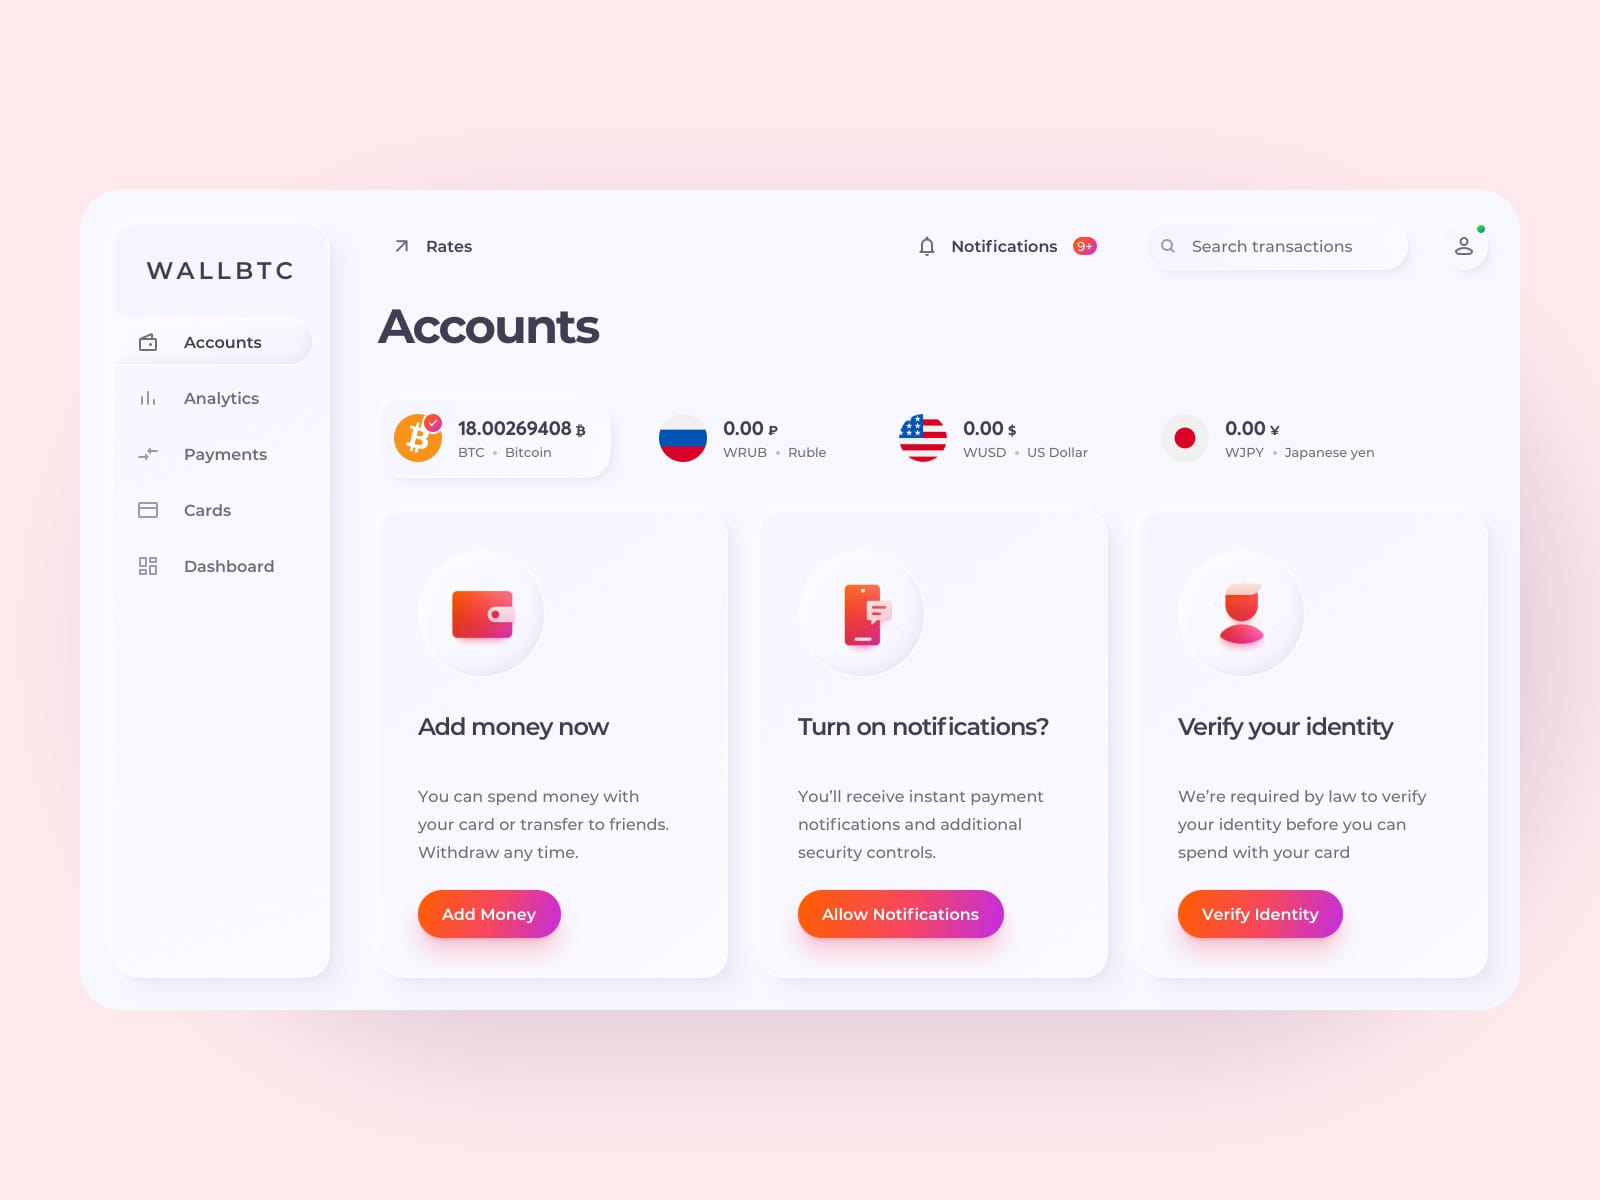 WALLBTC
Accounts
Analytics
Payments
Cards
Dashboard
Rates
Notifications 9+
Search transactions
Accounts
18.00269408 ₿
BTC • Bitcoin
0.00 ₽
WRUB • Ruble
0.00 $
WUSD • US Dollar
0.00 ¥
WJPY • Japanese yen
Add money now
You can spend money with
your card or transfer to friends.
Withdraw any time.
Add Money
Turn on notifications?
You’ll receive instant payment
notifications and additional
security controls.
Allow Notifications
Verify your identity
We’re required by law to verify
your identity before you can
spend with your card
Verify Identity